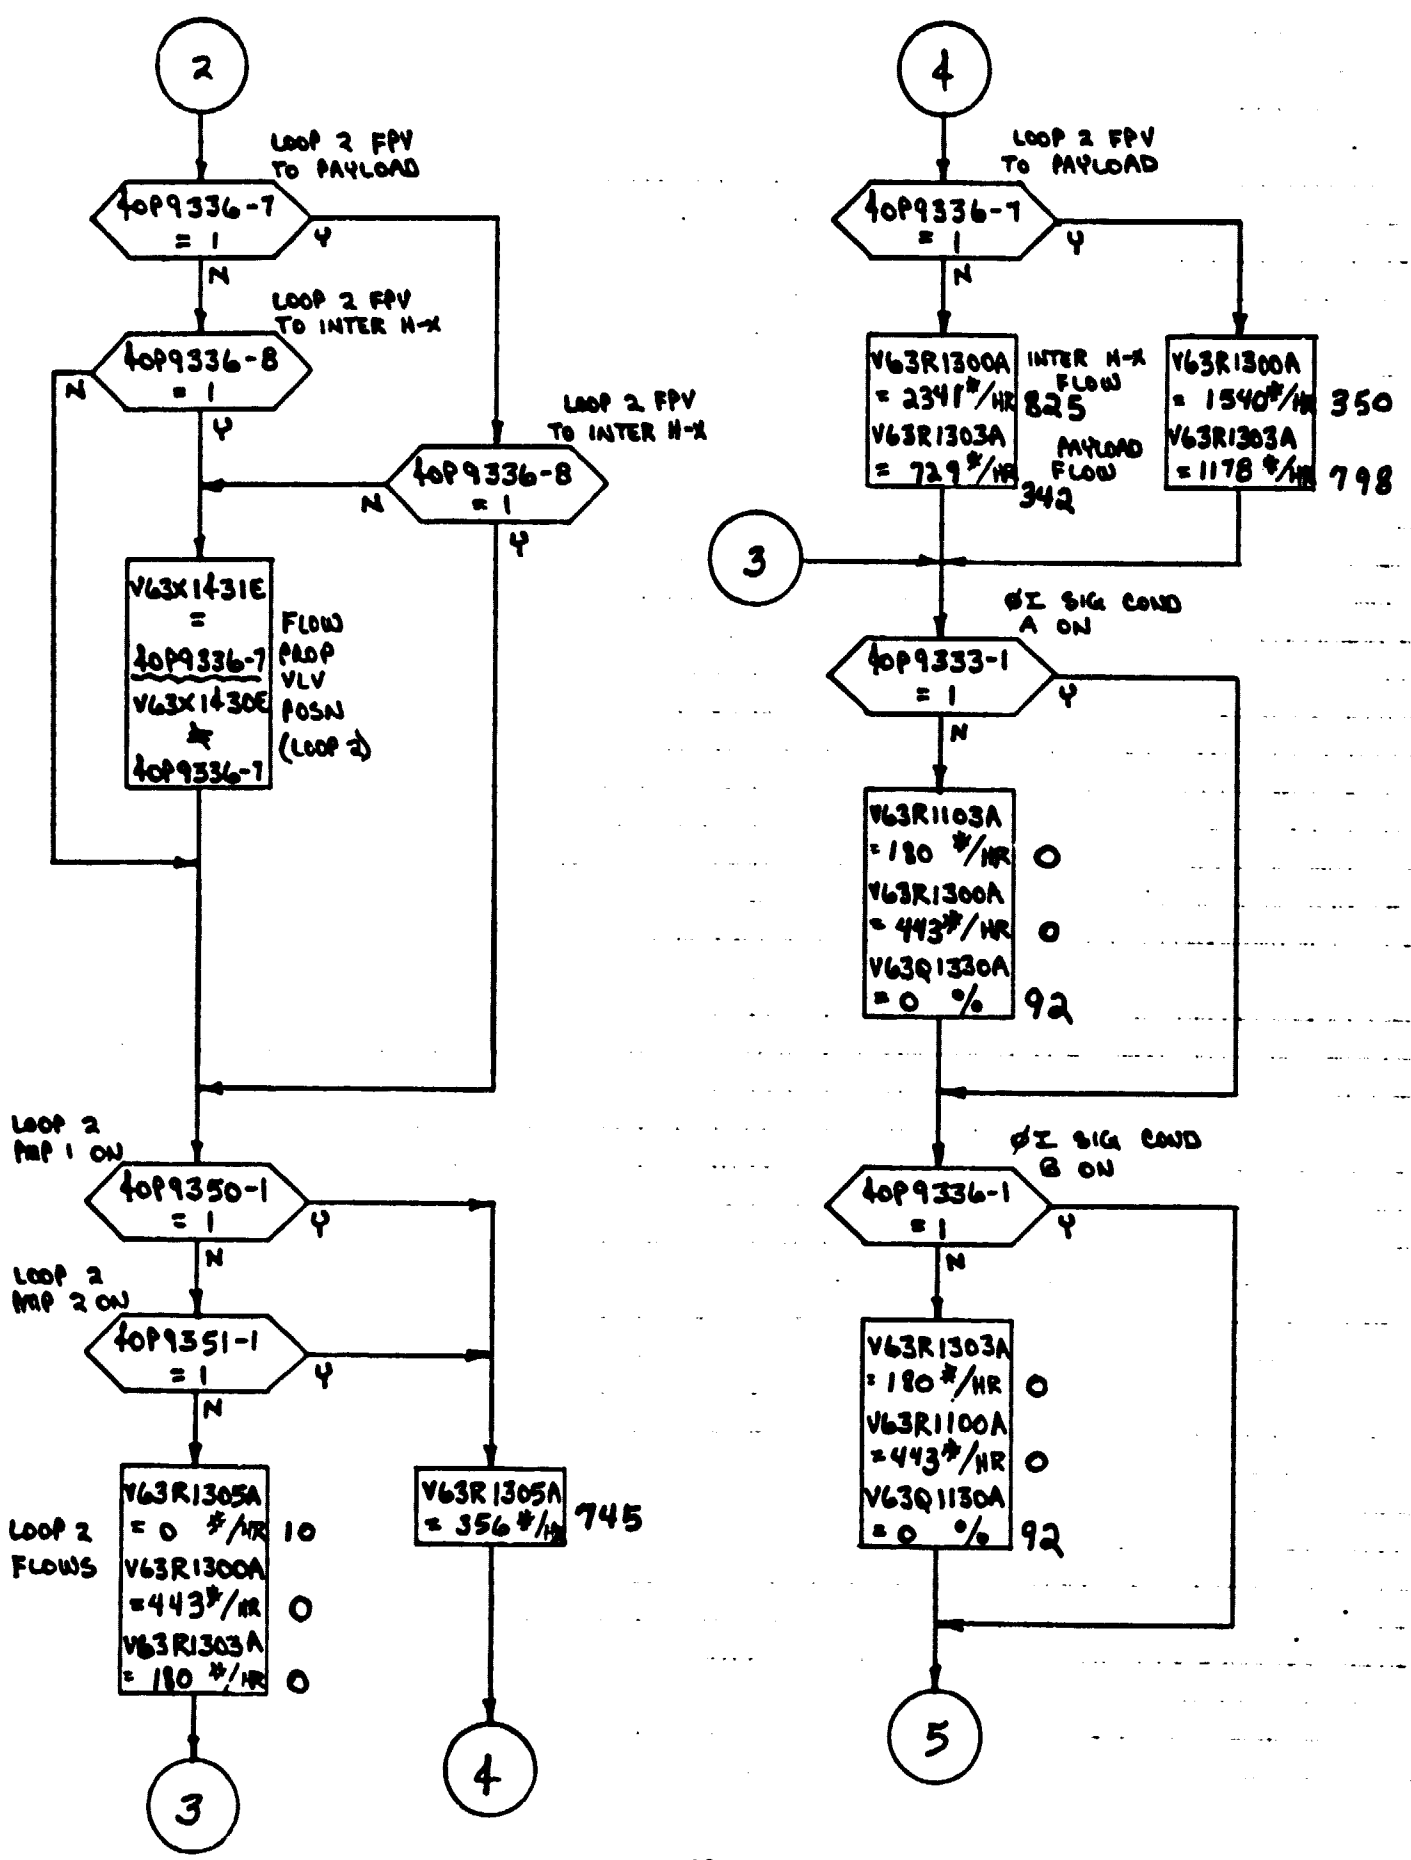 2
LOOP 2 FPV
TO PAYLOAD
40P9336-7
= 1
Y
N
LOOP 2 FPV
TO INTER H-X
40P9336-8
= 1
N
Y
LOOP 2 FPV
TO INTER H-X
40P9336-8
= 1
N
Y
V63X1431E
=
40P9336-7
V63X1430E
40P9336-7
FLOW
PROP
VLV
POSN
(LOOP 2)
LOOP 2
PMP 1 ON
40P9350-1
= 1
Y
N
LOOP 2
PMP 2 ON
40P9351-1
= 1
Y
N
LOOP 2
FLOWS
V63R1305A
= 0 #/HR 10
V63R1300A
=443#/HR 0
V63R1303A
= 180 #/HR 0
3
V63R1305A
= 356 #/HR 745
4
4
LOOP 2 FPV
TO PAYLOAD
40P9336-7
= 1
Y
N
V63R1300A
= 2341#/HR 825
V63R1303A
= 729#/HR
342
INTER H-X
FLOW
PAYLOAD
FLOW
V63R1300A
= 1540#/HR 350
V63R1303A
=1178 #/HR 798
3
ØI SIG COND
A ON
40P9333-1
= 1
Y
N
V63R1103A
=180 #/HR 0
V63R1300A
= 443#/HR 0
V63Q1330A
= 0 % 92
ØI SIG COND
B ON
40P9336-1
= 1
Y
N
V63R1303A
=180 #/HR 0
V63R1100A
=443#/HR 0
V63Q1130A
= 0 % 92
5